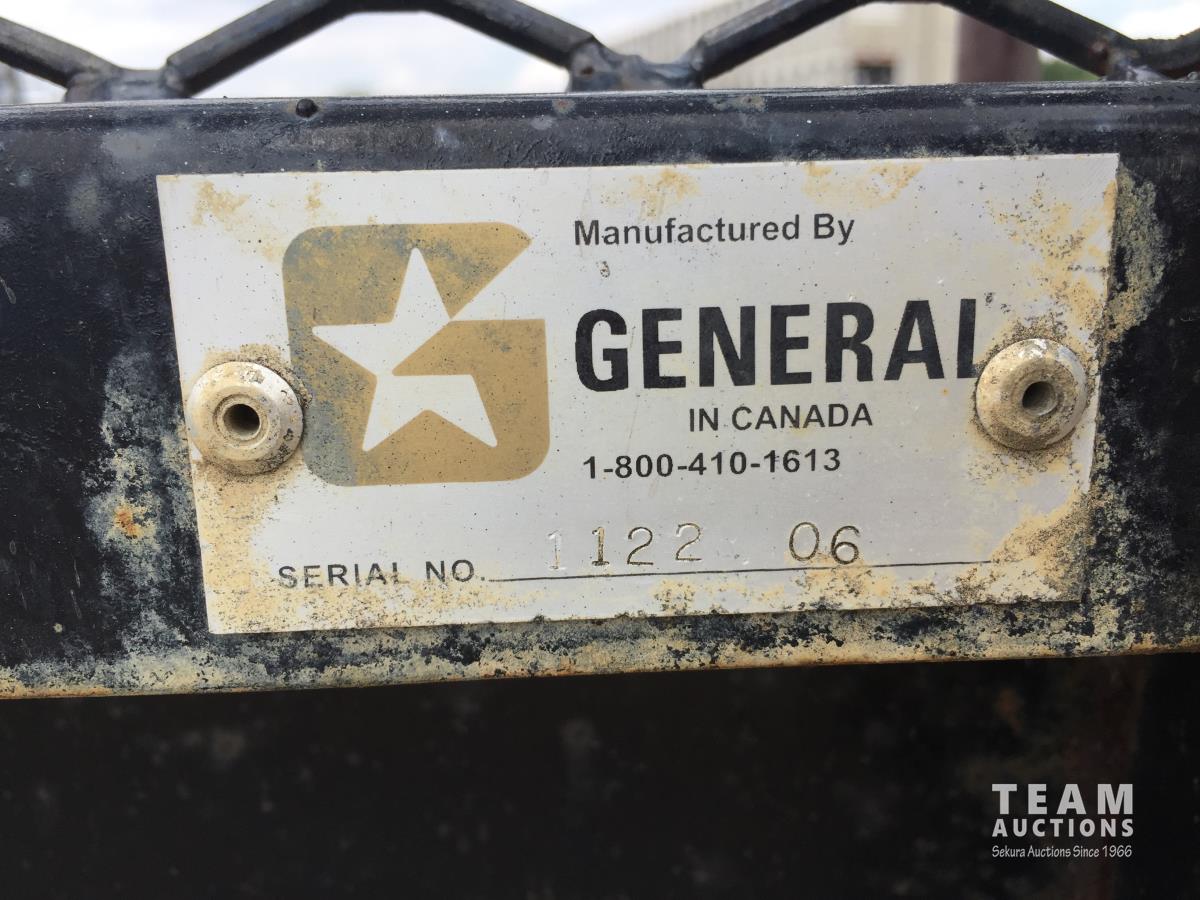 Manufactured By
GENERAL
IN CANADA
1-800-410-1613
SERIAL NO. 1122 06
TEAM
AUCTIONS
Sekura Auctions Since 1966